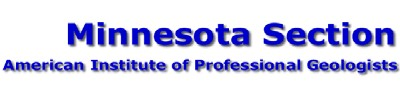 Minnesota Section
American Institute of Professional Geologists